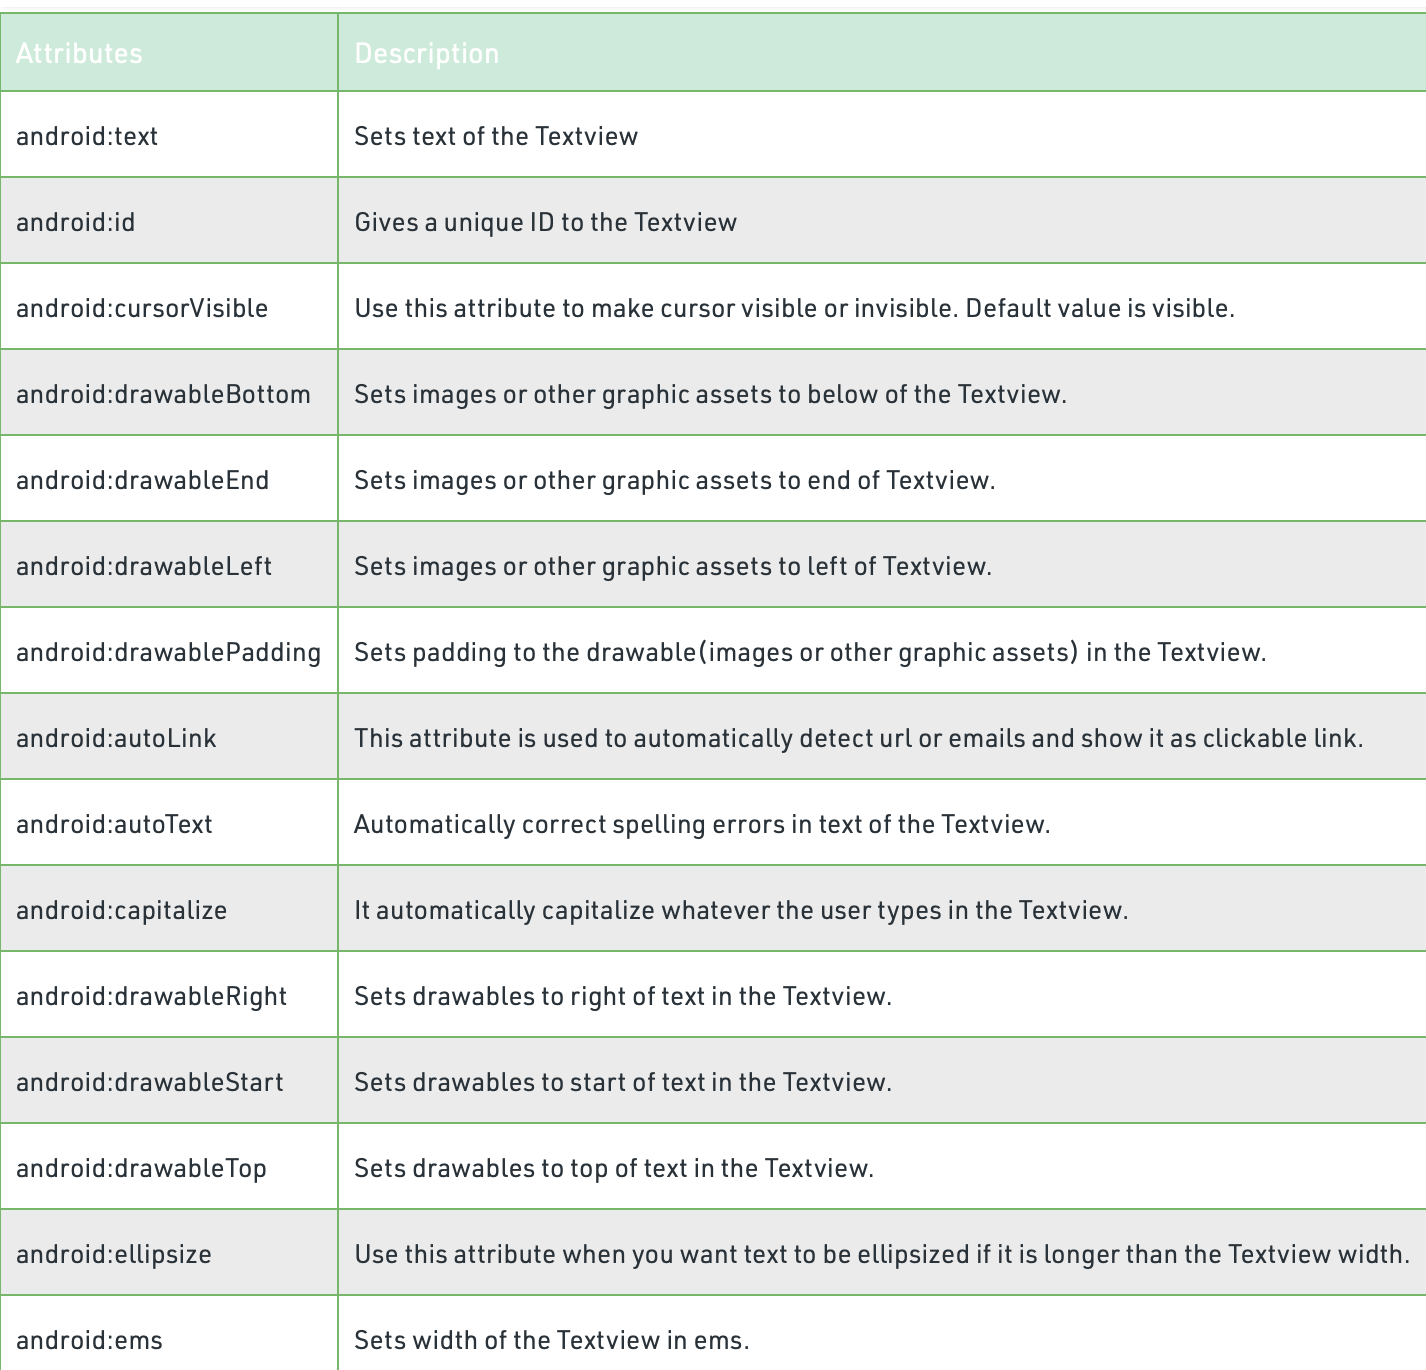 Attributes Description
android:text Sets text of the Textview
android:id Gives a unique ID to the Textview
android:cursorVisible Use this attribute to make cursor visible or invisible. Default value is visible.
android:drawableBottom Sets images or other graphic assets to below of the Textview.
android:drawableEnd Sets images or other graphic assets to end of Textview.
android:drawableLeft Sets images or other graphic assets to left of Textview.
android:drawablePadding Sets padding to the drawable(images or other graphic assets) in the Textview.
android:autoLink This attribute is used to automatically detect url or emails and show it as clickable link.
android:autoText Automatically correct spelling errors in text of the Textview.
android:capitalize It automatically capitalize whatever the user types in the Textview.
android:drawableRight Sets drawables to right of text in the Textview.
android:drawableStart Sets drawables to start of text in the Textview.
android:drawableTop Sets drawables to top of text in the Textview.
android:ellipsize Use this attribute when you want text to be ellipsized if it is longer than the Textview width.
android:ems Sets width of the Textview in ems.